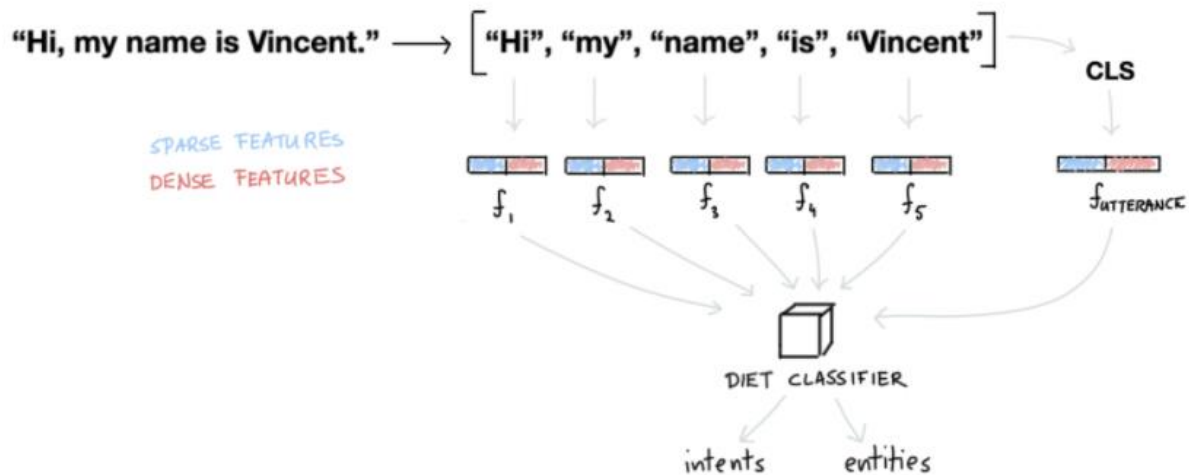 “Hi, my name is Vincent.” → [“Hi”, “my”, “name”, “is”, “Vincent”]
CLS
SPARSE FEATURES
DENSE FEATURES
f₁ f₂ f₃ f₄ f₅ fUTTERANCE
DIET CLASSIFIER
intents entities